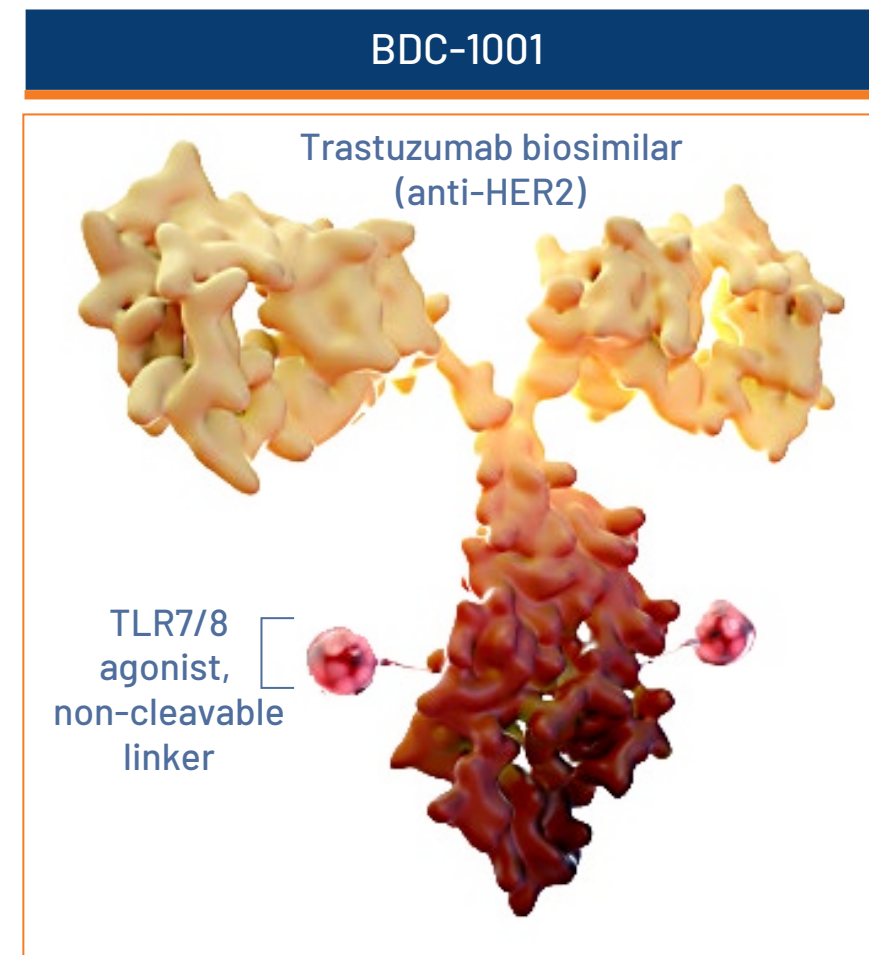 BDC-1001
Trastuzumab biosimilar
(anti-HER2)
TLR7/8
agonist,
non-cleavable
linker